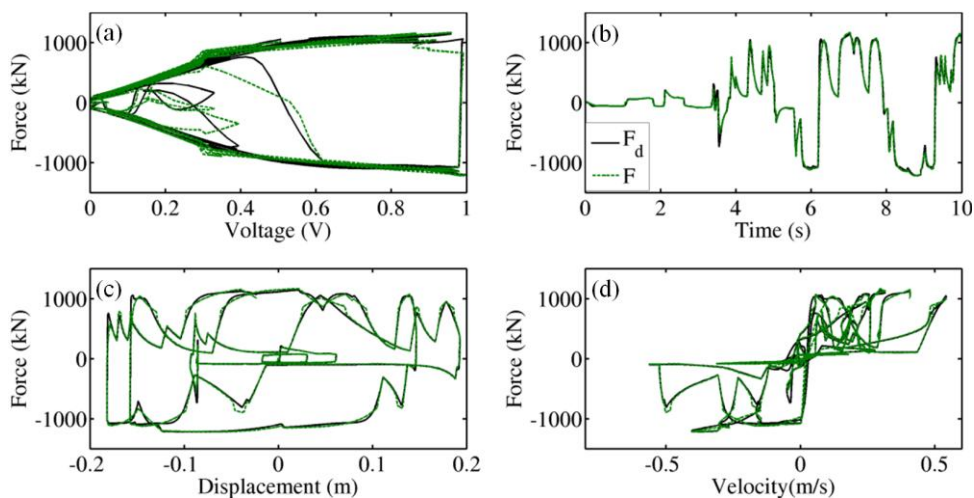 (a)
Force (kN)
1000
0
-1000
0 0.2 0.4 0.6 0.8 1
Voltage (V)
(b)
Force (kN)
1000
0
-1000
F_d
F
0 2 4 6 8 10
Time (s)
(c)
Force (kN)
1000
0
-1000
-0.2 -0.1 0 0.1 0.2
Displacement (m)
(d)
Force (kN)
1000
0
-1000
-0.5 0 0.5
Velocity(m/s)